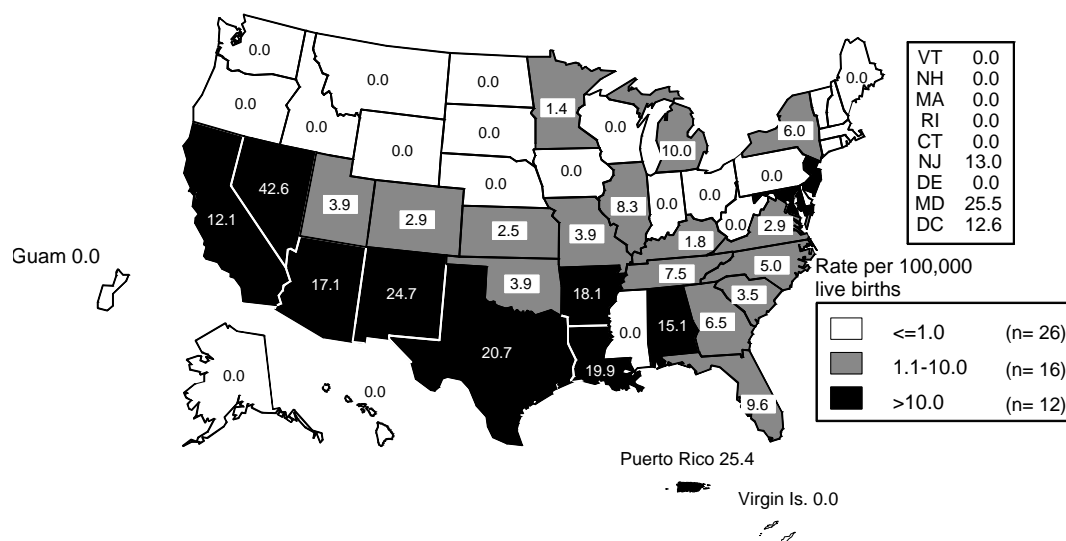 0.0
0.0
0.0
0.0
0.0
0.0
0.0
0.0
0.0
1.4
0.0
0.0
10.0
6.0
0.0
42.6
3.9
2.9
2.5
3.9
8.3
0.0
0.0
0.0
0.0
1.8
2.9
12.1
17.1
24.7
3.9
18.1
7.5
5.0
3.5
20.7
19.9
0.0
15.1
6.5
9.6
0.0
0.0
Guam 0.0
Puerto Rico 25.4
Virgin Is. 0.0
VT 0.0
NH 0.0
MA 0.0
RI 0.0
CT 0.0
NJ 13.0
DE 0.0
MD 25.5
DC 12.6
Rate per 100,000
live births
<=1.0 (n= 26)
1.1-10.0 (n= 16)
>10.0 (n= 12)